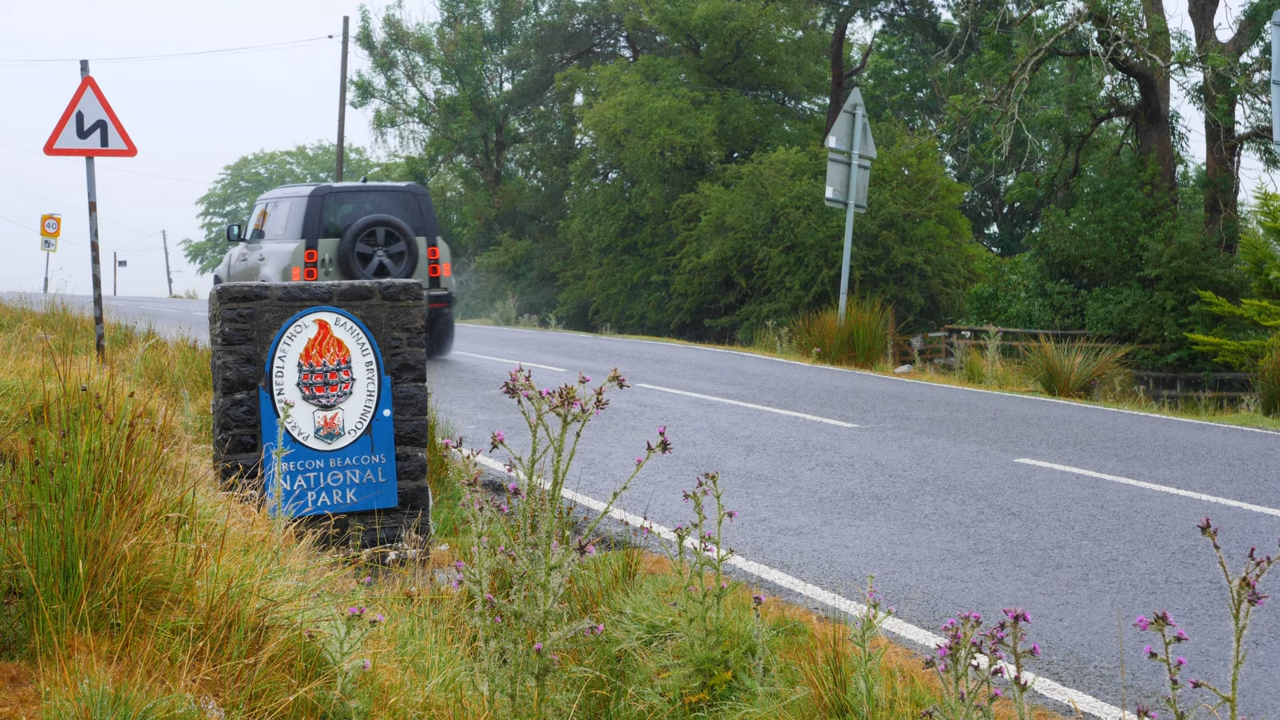 40
PARC CENEDLAETHOL
BANNAU BRYCHEINIOG
BRECON BEACONS
NATIONAL
PARK